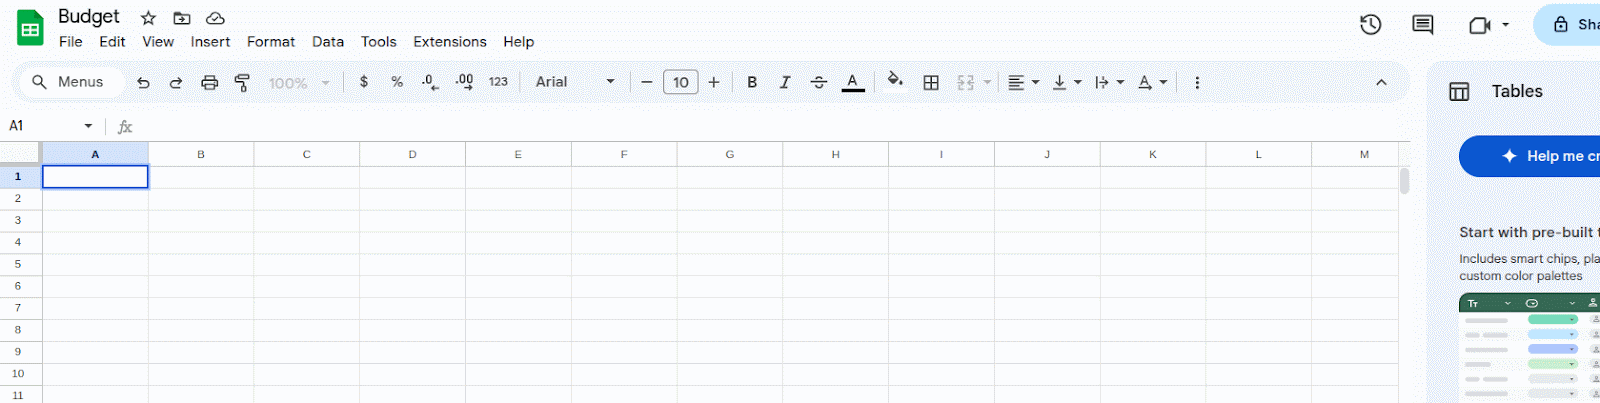 Budget
File Edit View Insert Format Data Tools Extensions Help
Menus 100% $ % .0 .00 123 Arial 10 B I A
A1 fx
A B C D E F G H I J K L M
1
2
3
4
5
6
7
8
9
10
11
Sha
Tables
Help me cr
Start with pre-built t
Includes smart chips, pla
custom color palettes
Tт